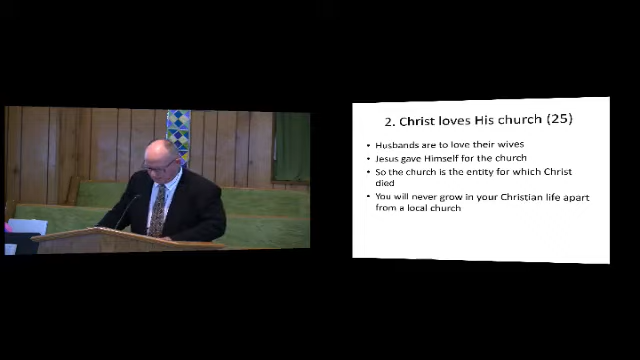 2. Christ loves His church (25)
• Husbands are to love their wives
• Jesus gave Himself for the church
• So the church is the entity for which Christ
died
• You will never grow in your Christian life apart
from a local church